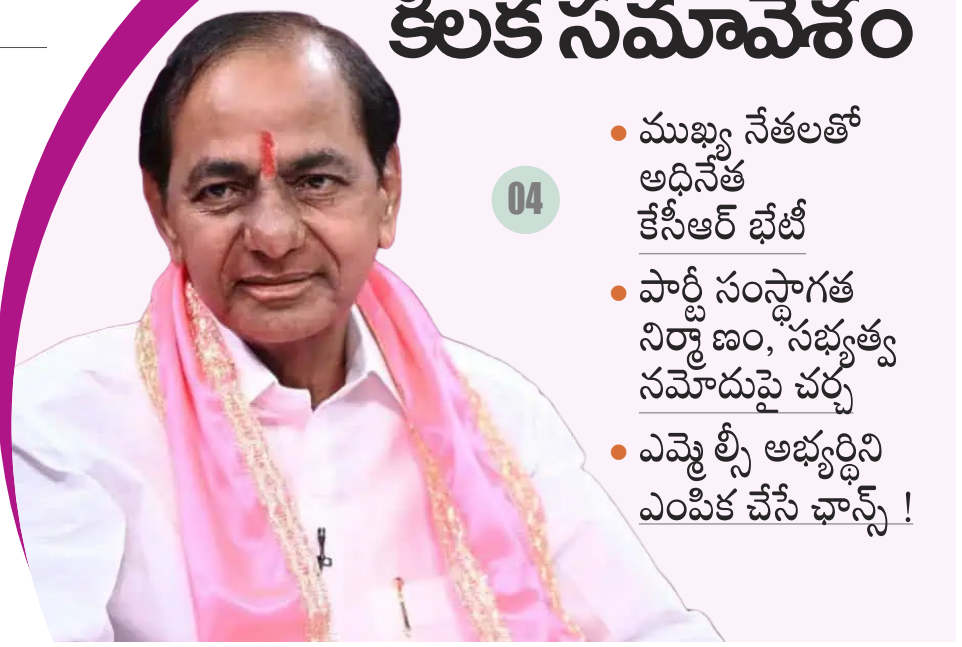 కీలక సమావేశం
04
ముఖ్య నేతలతో
అధినేత
కేసీఆర్ భేటీ
పార్టీ సంస్థాగత
నిర్మా ణం, సభ్యత్వ
నమోదుపై చర్చ
ఎమ్మె ల్సీ అభ్యర్థిని
ఎంపిక చేసే ఛాన్స్ !